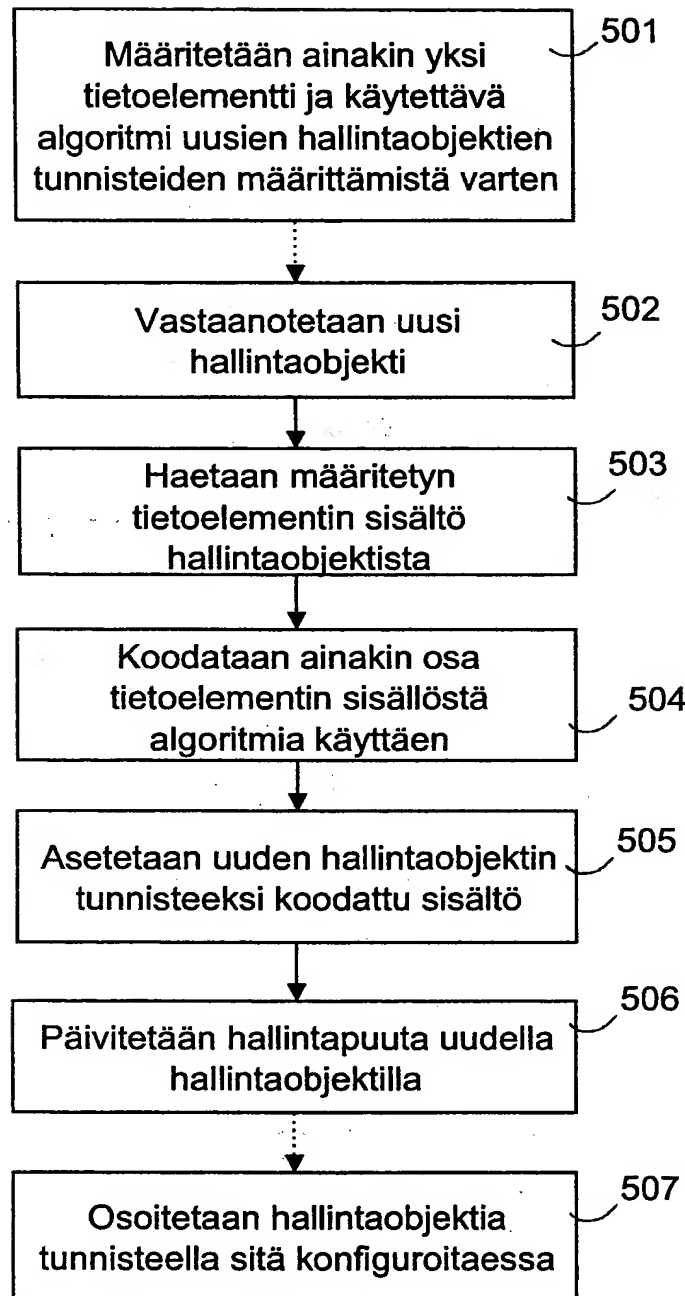 501
Määritetään ainakin yksi
tietoelementti ja käytettävä
algoritmi uusien hallintaobjektien
tunnisteiden määrittämistä varten
502
Vastaanotetaan uusi
hallintaobjekti
503
Haetaan määritetyn
tietoelementin sisältö
hallintaobjektista
504
Koodataan ainakin osa
tietoelementin sisällöstä
algoritmia käyttäen
505
Asetetaan uuden hallintaobjektin
tunnisteeksi koodattu sisältö
506
Päivitetään hallintapuuta uudella
hallintaobjektilla
507
Osoitetaan hallintaobjektia
tunnisteella sitä konfiguroitaessa